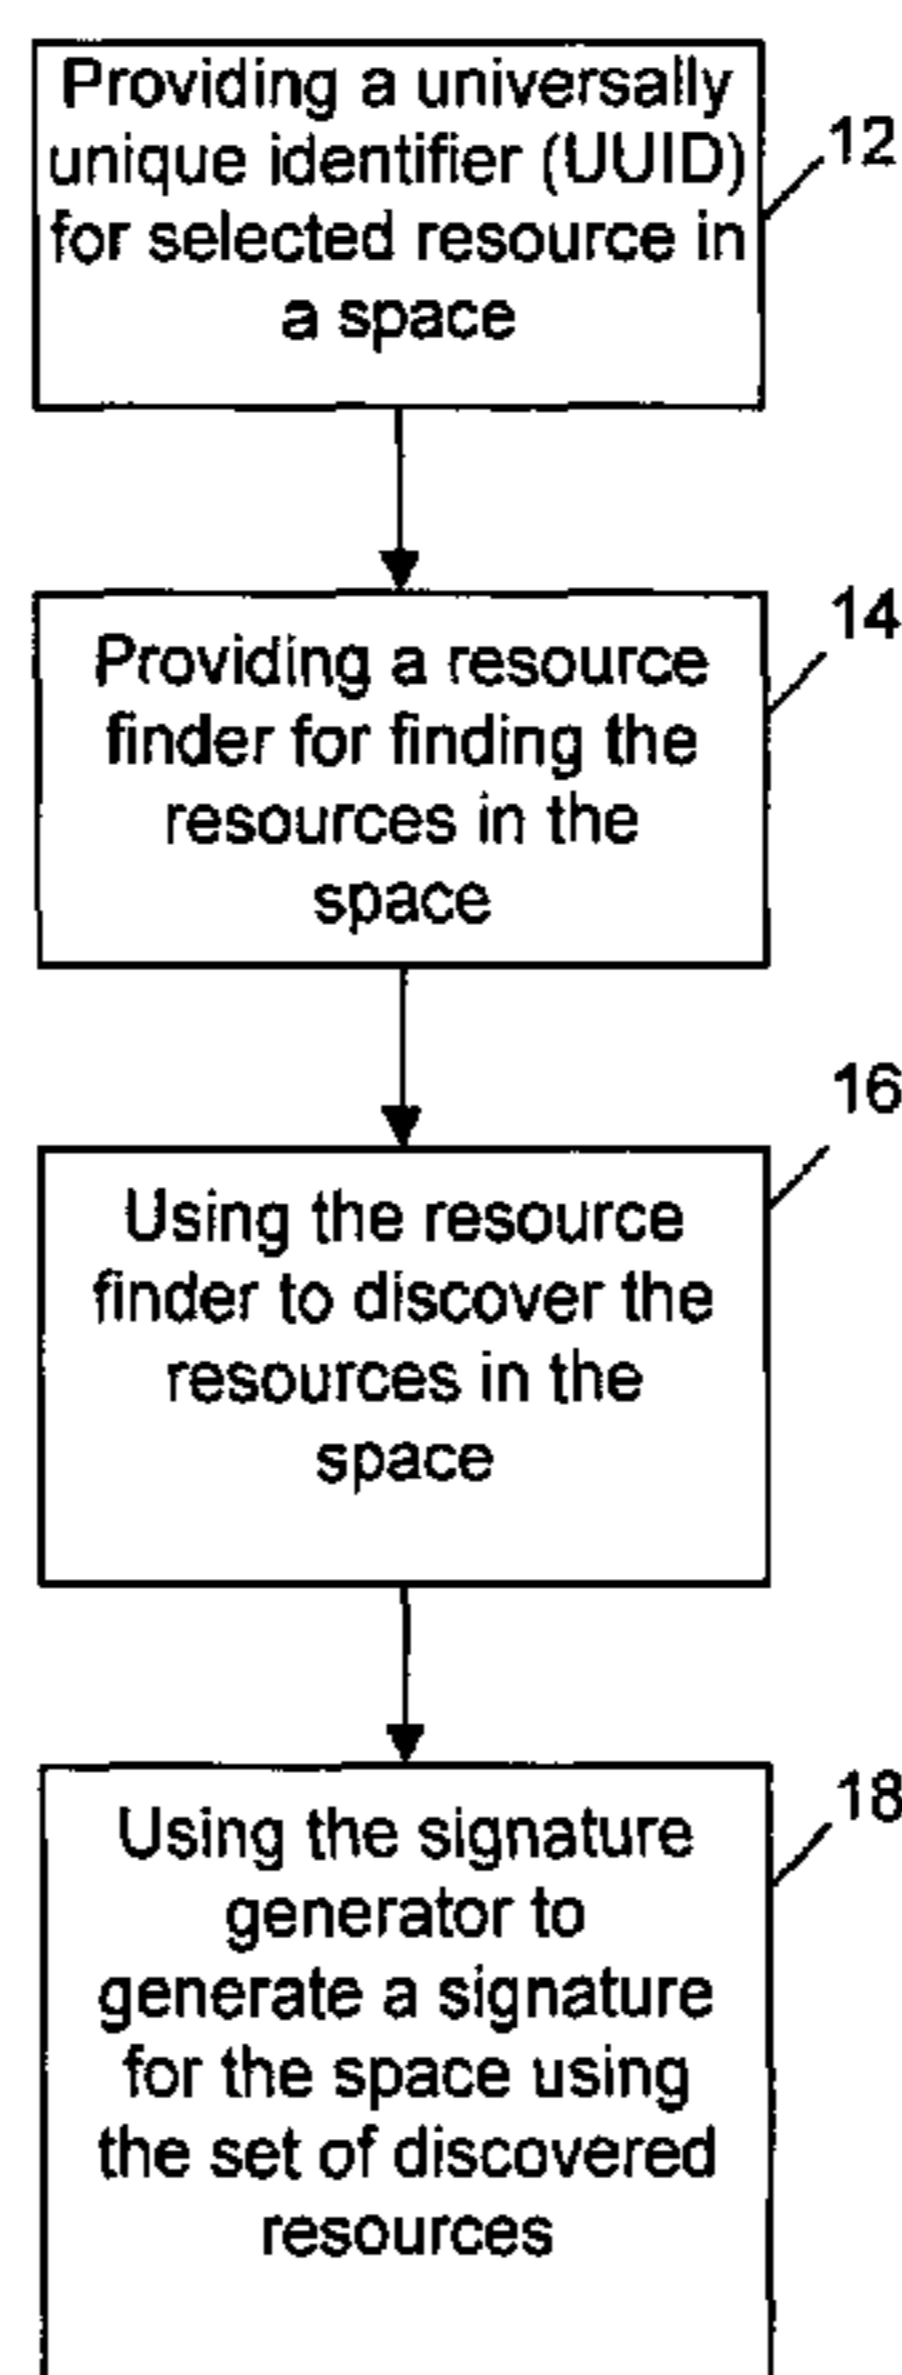 Providing a universally
unique identifier (UUID)
for selected resource in
a space
12
Providing a resource
finder for finding the
resources in the
space
14
Using the resource
finder to discover the
resources in the
space
16
Using the signature
generator to
generate a signature
for the space using
the set of discovered
resources
18